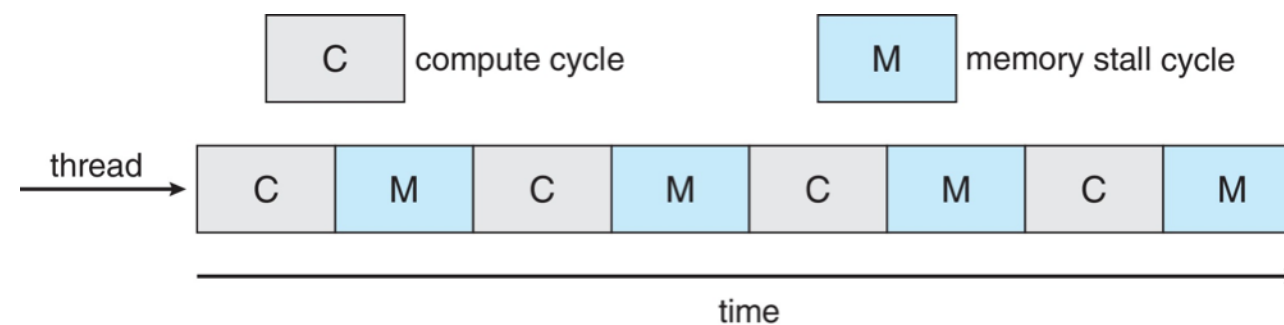 C compute cycle M memory stall cycle
thread
C M C M C M C M
time